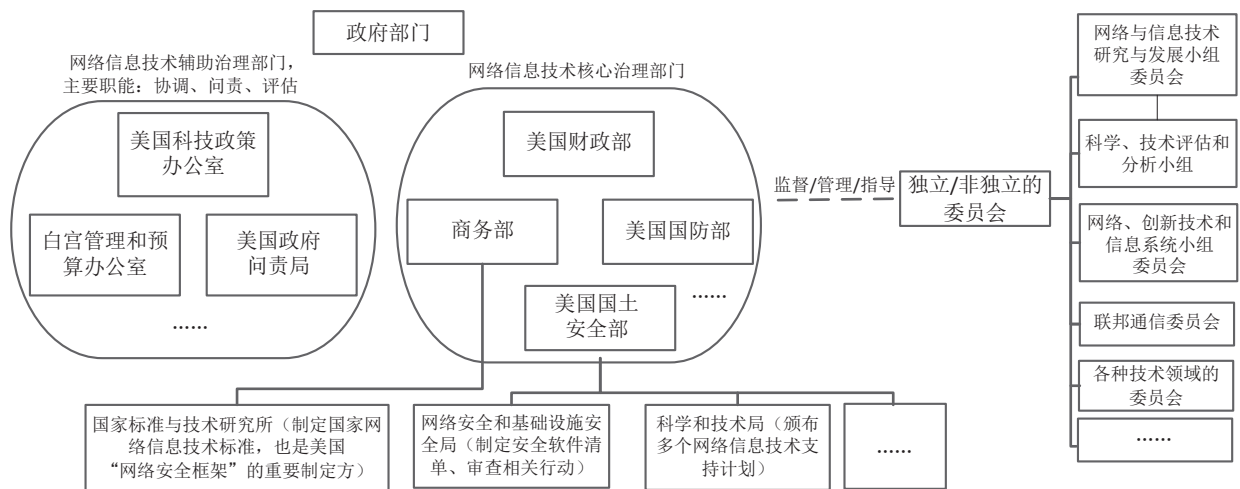 政府部门
网络信息技术辅助治理部门，
主要职能：协调、问责、评估
美国科技政策
办公室
白宫管理和预
算办公室
美国政府
问责局
……
网络信息技术核心治理部门
美国财政部
商务部
美国国防部
美国国土
安全部
……
国家标准与技术研究所（制定国家网
络信息技术标准，也是美国
“网络安全框架”的重要制定方）
网络安全和基础设施安
全局（制定安全软件清
单、审查相关行动）
科学和技术局（颁布
多个网络信息技术支
持计划）
……
监督/管理/指导
独立/非独立的
委员会
网络与信息技术
研究与发展小组
委员会
科学、技术评估和
分析小组
网络、创新技术和
信息系统小组
委员会
联邦通信委员会
各种技术领域的
委员会
……